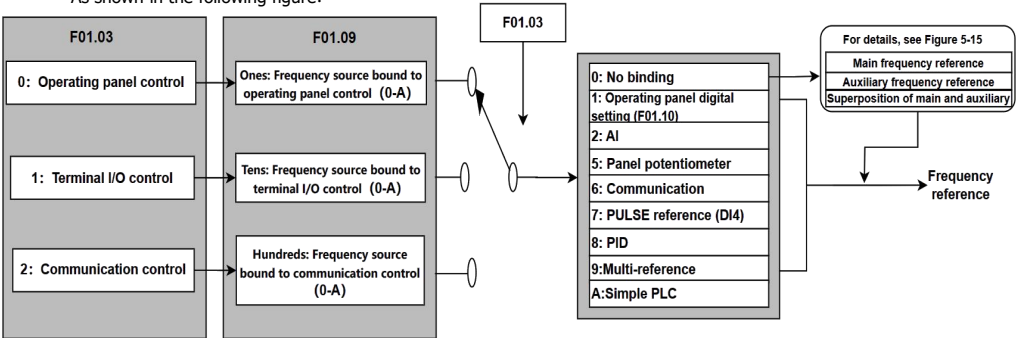 As shown in the following figure:
F01.03
0: Operating panel control
1: Terminal I/O control
2: Communication control
F01.09
Ones: Frequency source bound to
operating panel control (0-A)
Tens: Frequency source bound to
terminal I/O control (0-A)
Hundreds: Frequency source
bound to communication control
(0-A)
F01.03
0: No binding
1: Operating panel digital
setting (F01.10)
2: AI
5: Panel potentiometer
6: Communication
7: PULSE reference (DI4)
8: PID
9:Multi-reference
A:Simple PLC
For details, see Figure 5-15
Main frequency reference
Auxiliary frequency reference
Superposition of main and auxiliary
Frequency
reference